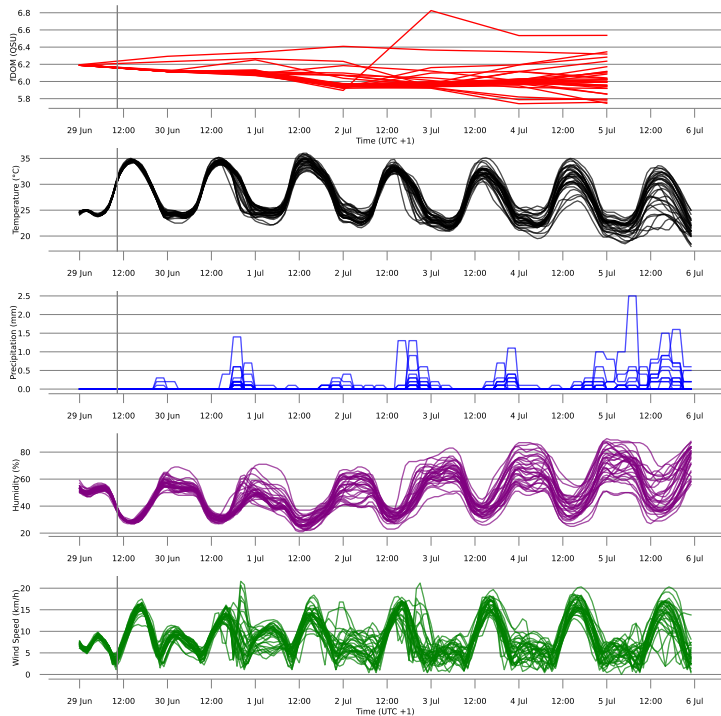 6.8
6.6
6.4
6.2
6.0
5.8
fDOM (QSU)
29 Jun 12:00 30 Jun 12:00 1 Jul 12:00 2 Jul 12:00 3 Jul 12:00 4 Jul 12:00 5 Jul 12:00 6 Jul
Time (UTC +1)
35
30
25
20
Temperature (°C)
29 Jun 12:00 30 Jun 12:00 1 Jul 12:00 2 Jul 12:00 3 Jul 12:00 4 Jul 12:00 5 Jul 12:00 6 Jul
2.5
2.0
1.5
1.0
0.5
0.0
Precipitation (mm)
29 Jun 12:00 30 Jun 12:00 1 Jul 12:00 2 Jul 12:00 3 Jul 12:00 4 Jul 12:00 5 Jul 12:00 6 Jul
80
60
40
20
Humidity (%)
29 Jun 12:00 30 Jun 12:00 1 Jul 12:00 2 Jul 12:00 3 Jul 12:00 4 Jul 12:00 5 Jul 12:00 6 Jul
20
15
10
5
0
Wind Speed (km/h)
29 Jun 12:00 30 Jun 12:00 1 Jul 12:00 2 Jul 12:00 3 Jul 12:00 4 Jul 12:00 5 Jul 12:00 6 Jul
Time (UTC +1)